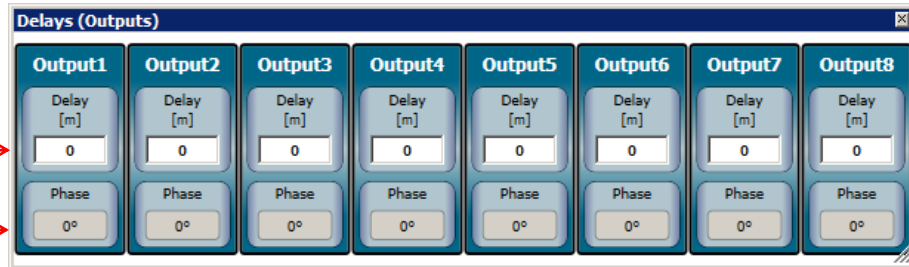 Delays (Outputs)
Output1 Output2 Output3 Output4 Output5 Output6 Output7 Output8
Delay Delay Delay Delay Delay Delay Delay Delay
[m] [m] [m] [m] [m] [m] [m] [m]
0 0 0 0 0 0 0 0
Phase Phase Phase Phase Phase Phase Phase Phase
0° 0° 0° 0° 0° 0° 0° 0°